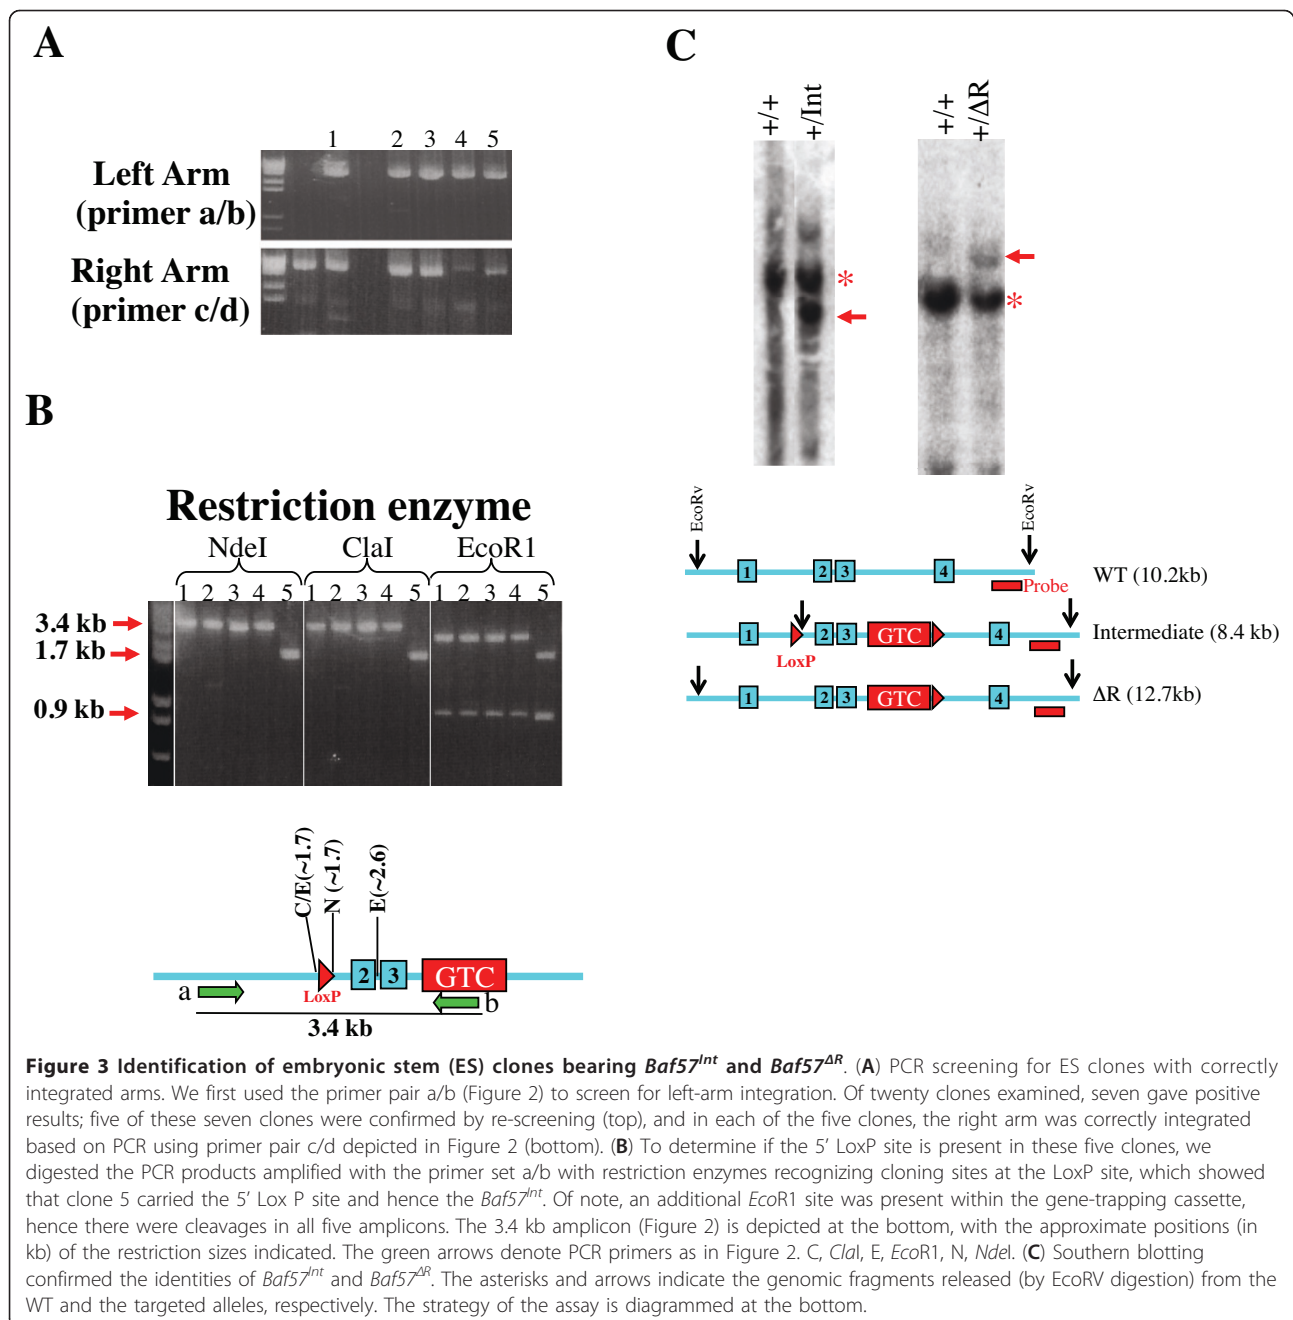 A
1 2 3 4 5
Left Arm
(primer a/b)
Right Arm
(primer c/d)
B
Restriction enzyme
NdeI ClaI EcoR1
1 2 3 4 5 1 2 3 4 5 1 2 3 4 5
3.4 kb
1.7 kb
0.9 kb
C/E(~1.7)
N (~1.7)
E(~2.6)
2 3 GTC
LoxP
a b
3.4 kb
C
+/+ +/Int +/+ +/ΔR
*
*
EcoRv EcoRv
1 2 3 4 WT (10.2kb)
Probe
1 2 3 GTC 4 Intermediate (8.4 kb)
LoxP
1 2 3 GTC 4 ΔR (12.7kb)
Figure 3 Identification of embryonic stem (ES) clones bearing Baf57Int and Baf57ΔR. (A) PCR screening for ES clones with correctly
integrated arms. We first used the primer pair a/b (Figure 2) to screen for left-arm integration. Of twenty clones examined, seven gave positive
results; five of these seven clones were confirmed by re-screening (top), and in each of the five clones, the right arm was correctly integrated
based on PCR using primer pair c/d depicted in Figure 2 (bottom). (B) To determine if the 5' LoxP site is present in these five clones, we
digested the PCR products amplified with the primer set a/b with restriction enzymes recognizing cloning sites at the LoxP site, which showed
that clone 5 carried the 5' Lox P site and hence the Baf57Int. Of note, an additional EcoR1 site was present within the gene-trapping cassette,
hence there were cleavages in all five amplicons. The 3.4 kb amplicon (Figure 2) is depicted at the bottom, with the approximate positions (in
kb) of the restriction sizes indicated. The green arrows denote PCR primers as in Figure 2. C, ClaI, E, EcoR1, N, NdeI. (C) Southern blotting
confirmed the identities of Baf57Int and Baf57ΔR. The asterisks and arrows indicate the genomic fragments released (by EcoRV digestion) from the
WT and the targeted alleles, respectively. The strategy of the assay is diagrammed at the bottom.